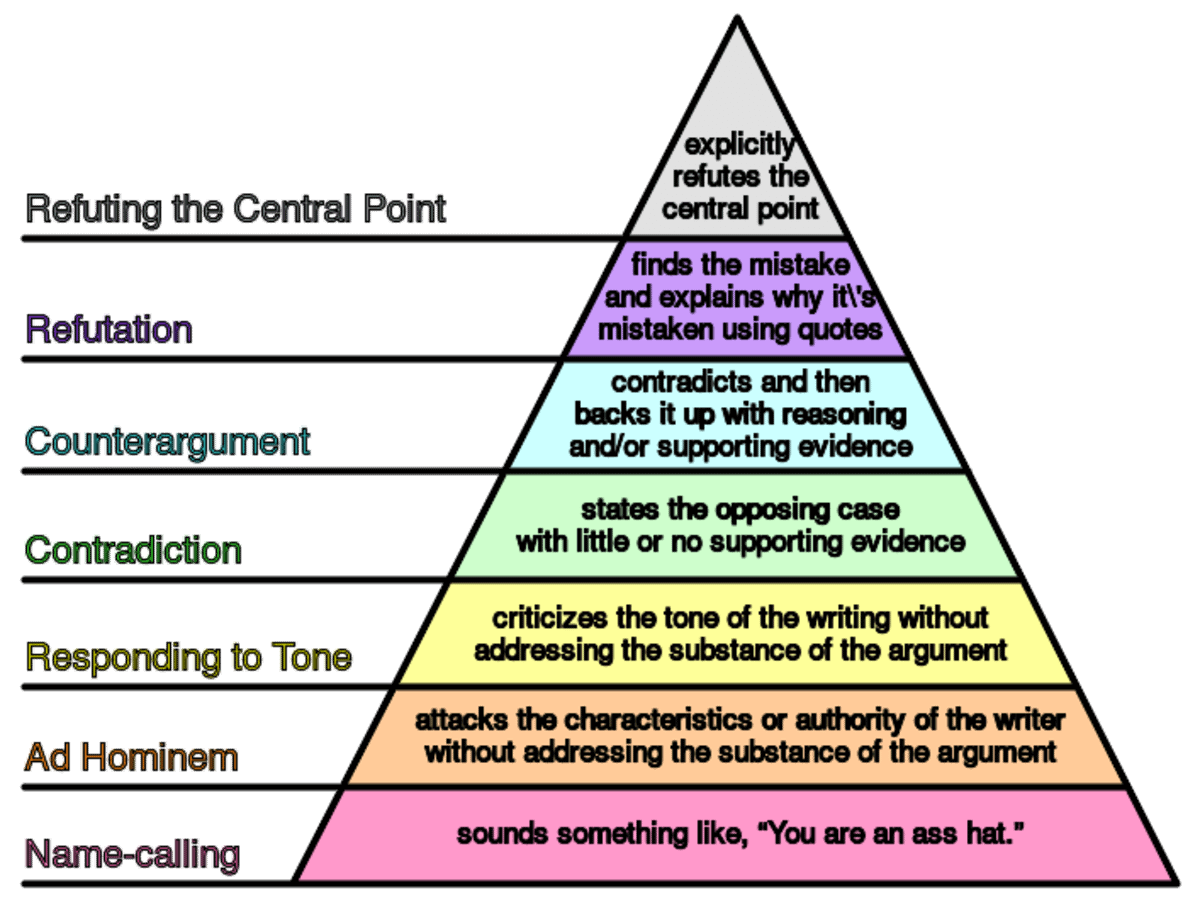 explicitly
refutes the
central point
Refuting the Central Point
finds the mistake
and explains why it\'s
mistaken using quotes
Refutation
contradicts and then
backs it up with reasoning
and/or supporting evidence
Counterargument
states the opposing case
with little or no supporting evidence
Contradiction
criticizes the tone of the writing without
addressing the substance of the argument
Responding to Tone
attacks the characteristics or authority of the writer
without addressing the substance of the argument
Ad Hominem
sounds something like, “You are an ass hat.”
Name-calling